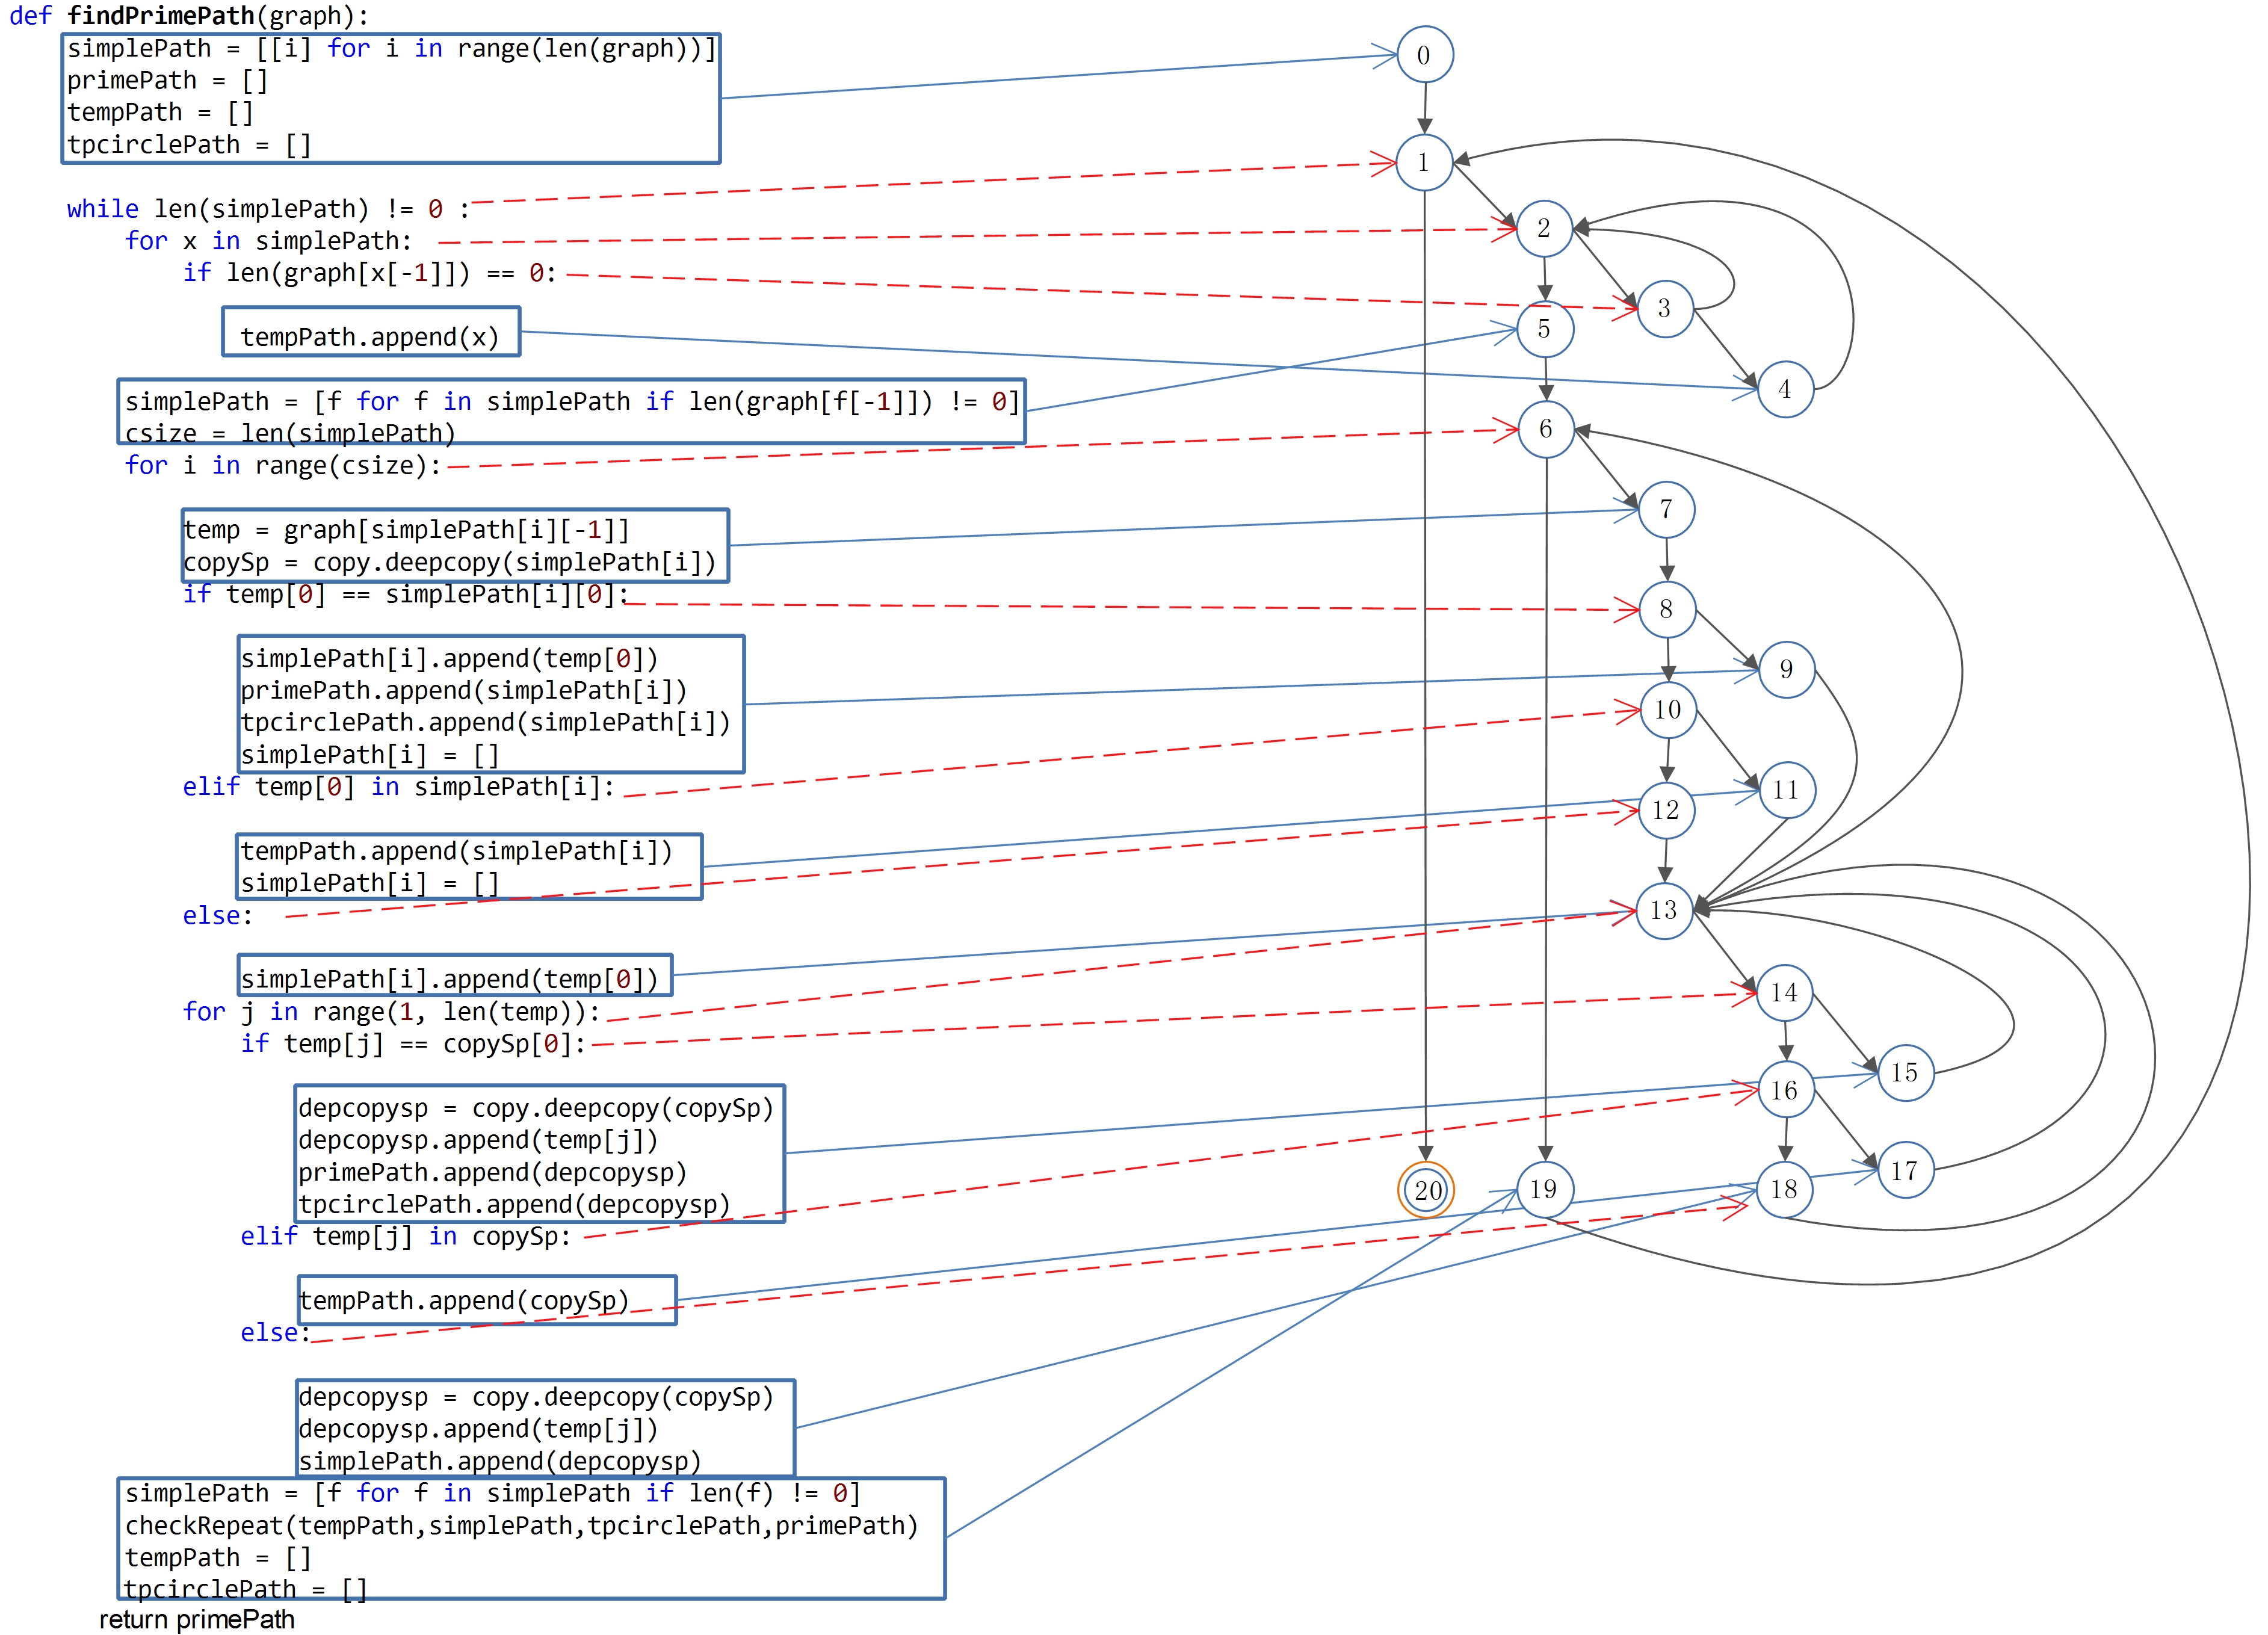 def findPrimePath(graph):
simplePath = [[i] for i in range(len(graph))]
primePath = []
tempPath = []
tpcirclePath = []
while len(simplePath) != 0 :
for x in simplePath:
if len(graph[x[-1]]) == 0:
tempPath.append(x)
simplePath = [f for f in simplePath if len(graph[f[-1]]) != 0]
csize = len(simplePath)
for i in range(csize):
temp = graph[simplePath[i][-1]]
copySp = copy.deepcopy(simplePath[i])
if temp[0] == simplePath[i][0]:
simplePath[i].append(temp[0])
primePath.append(simplePath[i])
tpcirclePath.append(simplePath[i])
simplePath[i] = []
elif temp[0] in simplePath[i]:
tempPath.append(simplePath[i])
simplePath[i] = []
else:
simplePath[i].append(temp[0])
for j in range(1, len(temp)):
if temp[j] == copySp[0]:
depcopysp = copy.deepcopy(copySp)
depcopysp.append(temp[j])
primePath.append(depcopysp)
tpcirclePath.append(depcopysp)
elif temp[j] in copySp:
tempPath.append(copySp)
else:
depcopysp = copy.deepcopy(copySp)
depcopysp.append(temp[j])
simplePath.append(depcopysp)
simplePath = [f for f in simplePath if len(f) != 0]
checkRepeat(tempPath,simplePath,tpcirclePath,primePath)
tempPath = []
tpcirclePath = []
return primePath
0
1
2
3
5
4
6
7
8
9
10
11
12
13
14
15
16
17
18
19
20